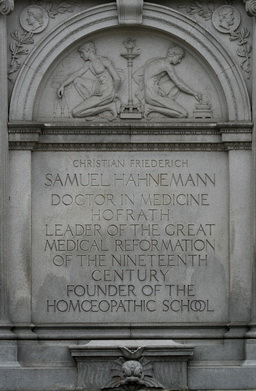 CHRISTIAN FRIEDERICH
SAMUEL HAHNEMANN
DOCTOR IN MEDICINE
HOFRATH
LEADER OF THE GREAT
MEDICAL REFORMATION
OF THE NINETEENTH
CENTURY
FOUNDER OF THE
HOMŒOPATHIC SCHOOL